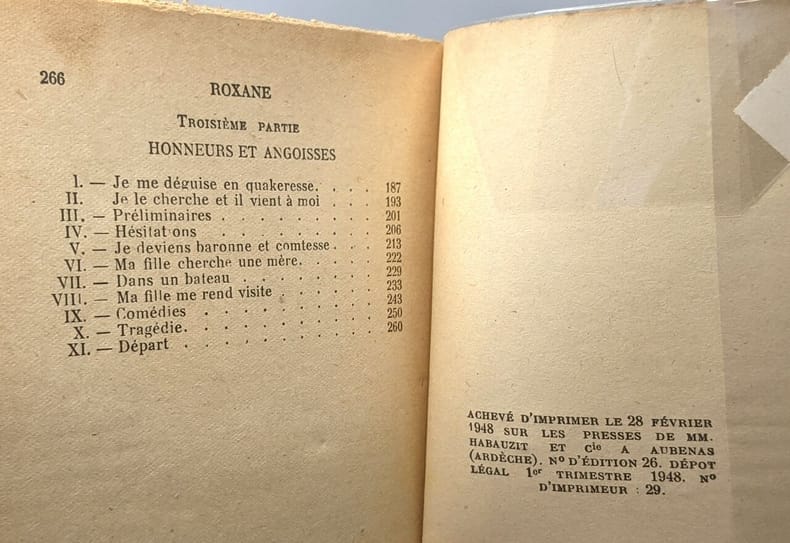 266
ROXANE
TROISIÈME PARTIE
HONNEURS ET ANGOISSES
I. — Je me déguise en quakeresse. . . . 187
II. Je le cherche et il vient à moi . . . 193
III. — Préliminaires . . . . . . . . 201
IV. — Hésitat ons . . . . . . . . . 206
V. — Je deviens baronne et comtesse . . . 213
VI. — Ma fille cherche une mère. . . . . 222
VII. — Dans un bateau . . . . . . . 229
VIII. — Ma fille me rend visite . . . . . 233
IX. — Comédies . . . . . . . . . 243
X. — Tragédie. . . . . . . . . . 250
XI. — Départ . . . . . . . . . . 260
ACHEVÉ D'IMPRIMER LE 28 FÉVRIER
1948 SUR LES PRESSES DE MM.
HABAUZIT ET Cie A AUBENAS
(ARDÈCHE). No D'ÉDITION 26. DÉPOT
LÉGAL 1er TRIMESTRE 1948. No
D'IMPRIMEUR : 29.